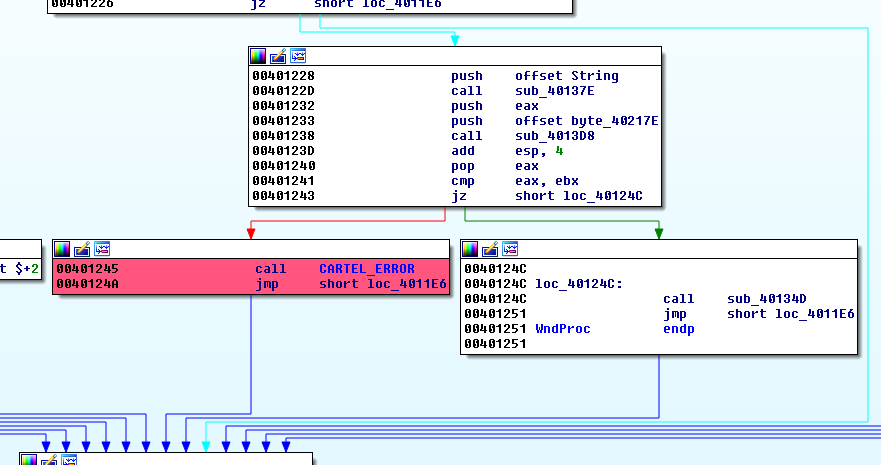 00401226 jz short loc_4011E6
00401228 push offset String
0040122D call sub_40137E
00401232 push eax
00401233 push offset byte_40217E
00401238 call sub_4013D8
0040123D add esp, 4
00401240 pop eax
00401241 cmp eax, ebx
00401243 jz short loc_40124C
t $+2
00401245 call CARTEL_ERROR
0040124A jmp short loc_4011E6
0040124C
0040124C loc_40124C:
0040124C call sub_40134D
00401251 jmp short loc_4011E6
00401251 WndProc endp
00401251